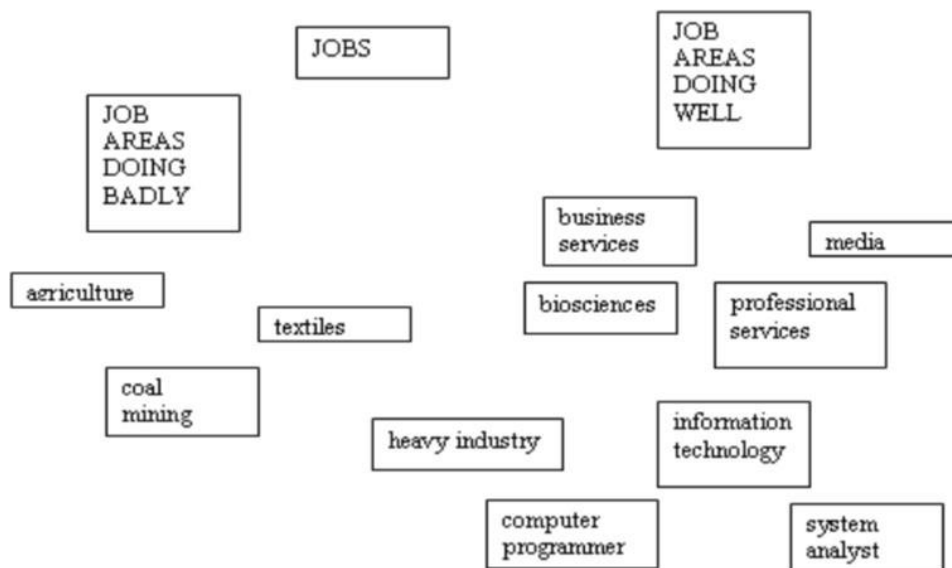 JOBS
JOB
AREAS
DOING
WELL
JOB
AREAS
DOING
BADLY
business
services
media
agriculture
biosciences
professional
services
textiles
coal
mining
heavy industry
information
technology
computer
programmer
system
analyst